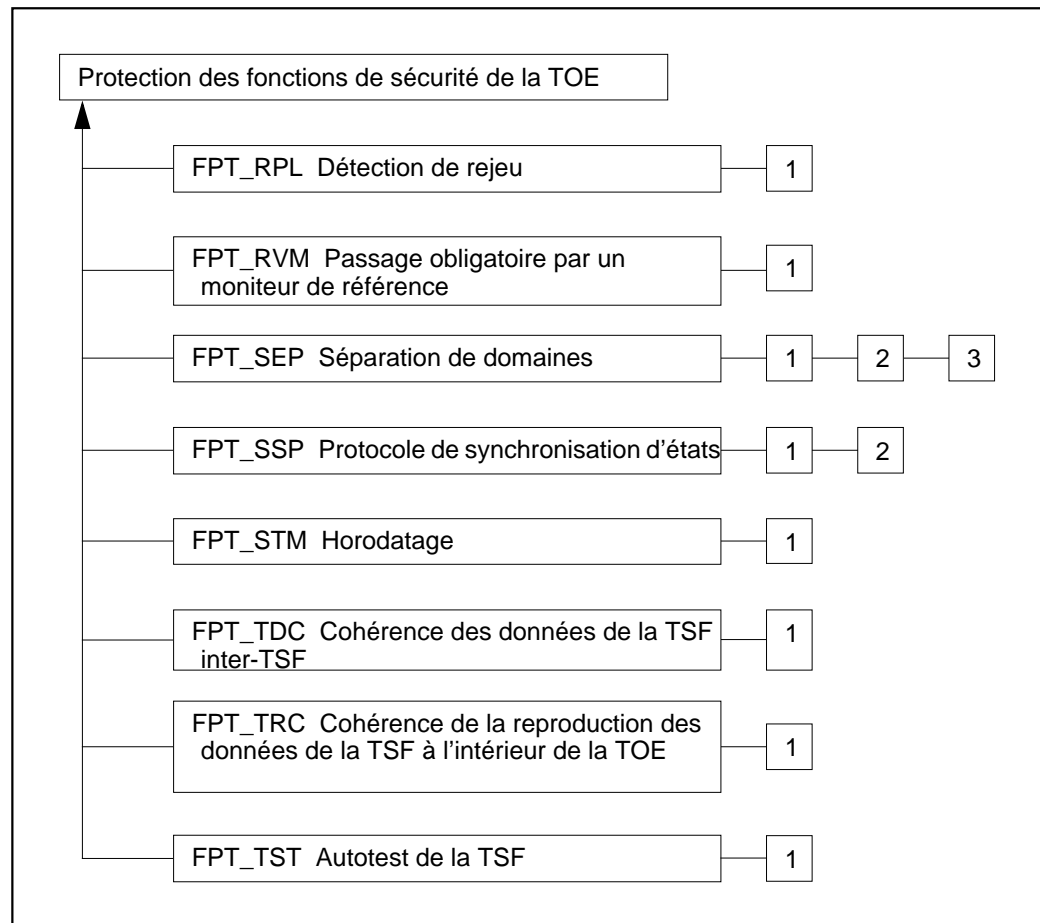 Protection des fonctions de sécurité de la TOE
FPT_RPL Détection de rejeu 1
FPT_RVM Passage obligatoire par un
moniteur de référence 1
FPT_SEP Séparation de domaines 1 2 3
FPT_SSP Protocole de synchronisation d’états 1 2
FPT_STM Horodatage 1
FPT_TDC Cohérence des données de la TSF
inter-TSF 1
FPT_TRC Cohérence de la reproduction des
données de la TSF à l’intérieur de la TOE 1
FPT_TST Autotest de la TSF 1